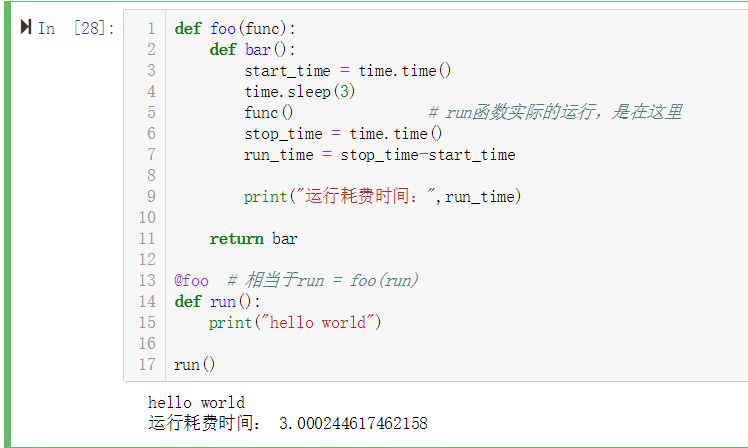 In [28]:
1 def foo(func):
2     def bar():
3         start_time = time.time()
4         time.sleep(3)
5         func()              # run函数实际的运行，是在这里
6         stop_time = time.time()
7         run_time = stop_time-start_time
8
9         print("运行耗费时间：",run_time)
10
11     return bar
12
13 @foo  # 相当于run = foo(run)
14 def run():
15     print("hello world")
16
17 run()
hello world
运行耗费时间： 3.000244617462158